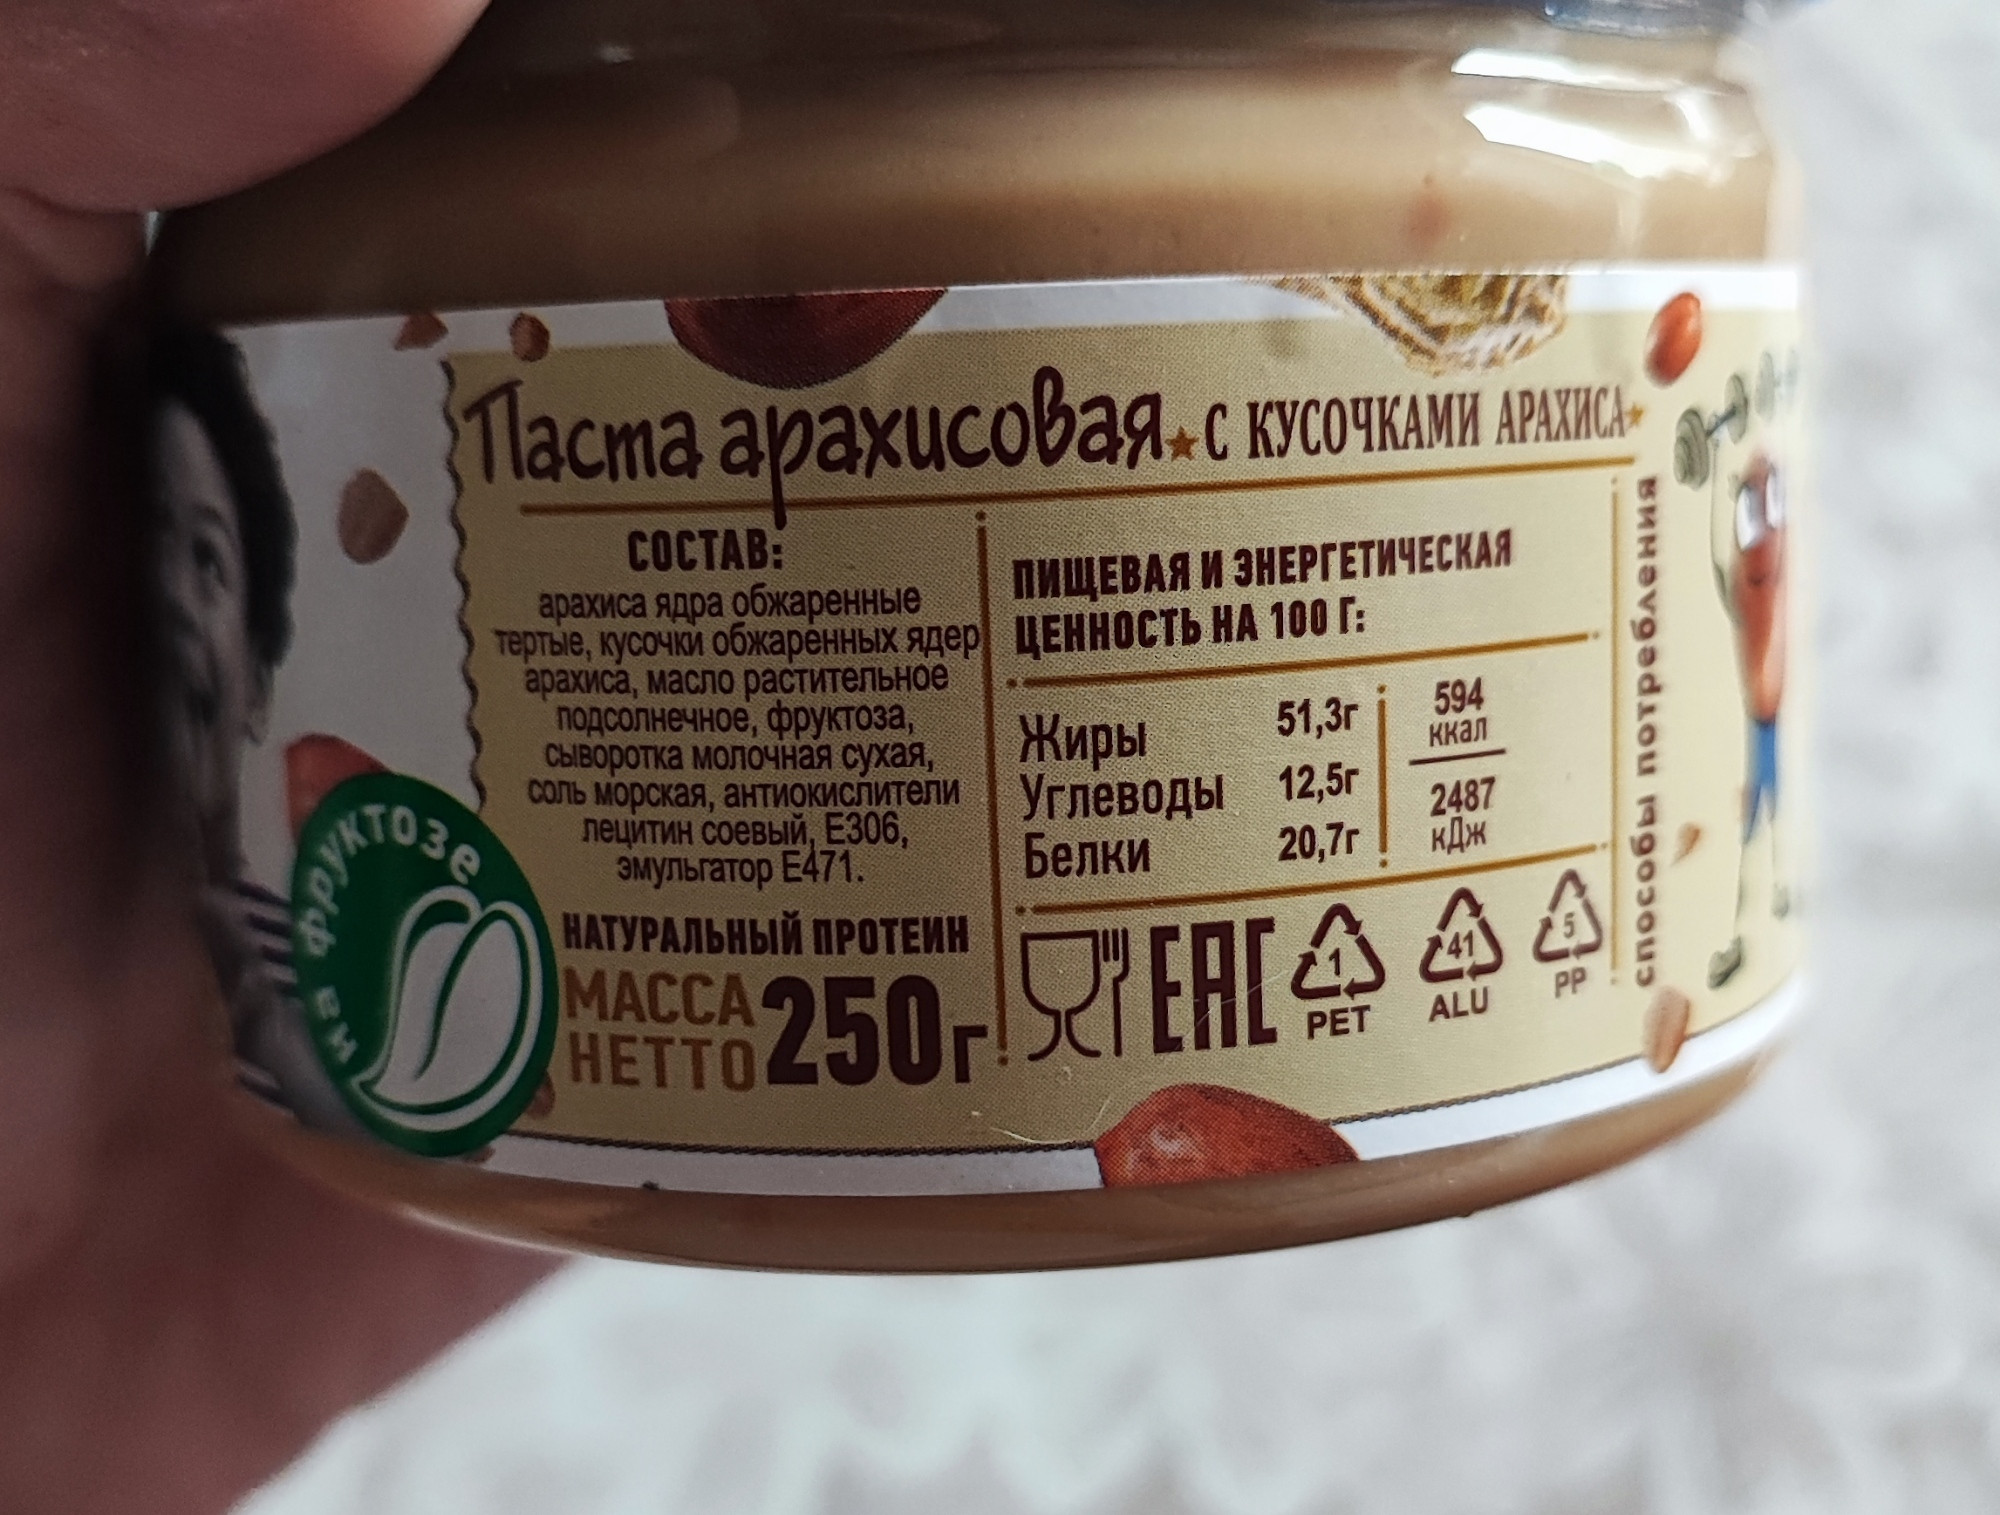 Паста арахисовая★С КУСОЧКАМИ АРАХИСА★
СОСТАВ:
арахиса ядра обжаренные
тертые, кусочки обжаренных ядер
арахиса, масло растительное
подсолнечное, фруктоза,
сыворотка молочная сухая,
соль морская, антиокислители
лецитин соевый, Е306,
эмульгатор Е471.
НАТУРАЛЬНЫЙ ПРОТЕИН
МАССА
НЕТТО 250г
на фруктозе
ПИЩЕВАЯ И ЭНЕРГЕТИЧЕСКАЯ
ЦЕННОСТЬ НА 100 Г:
Жиры 51,3г
Углеводы 12,5г
Белки 20,7г
594
ккал
2487
кДж
EAC
1
PET
41
ALU
5
PP
способы потребления